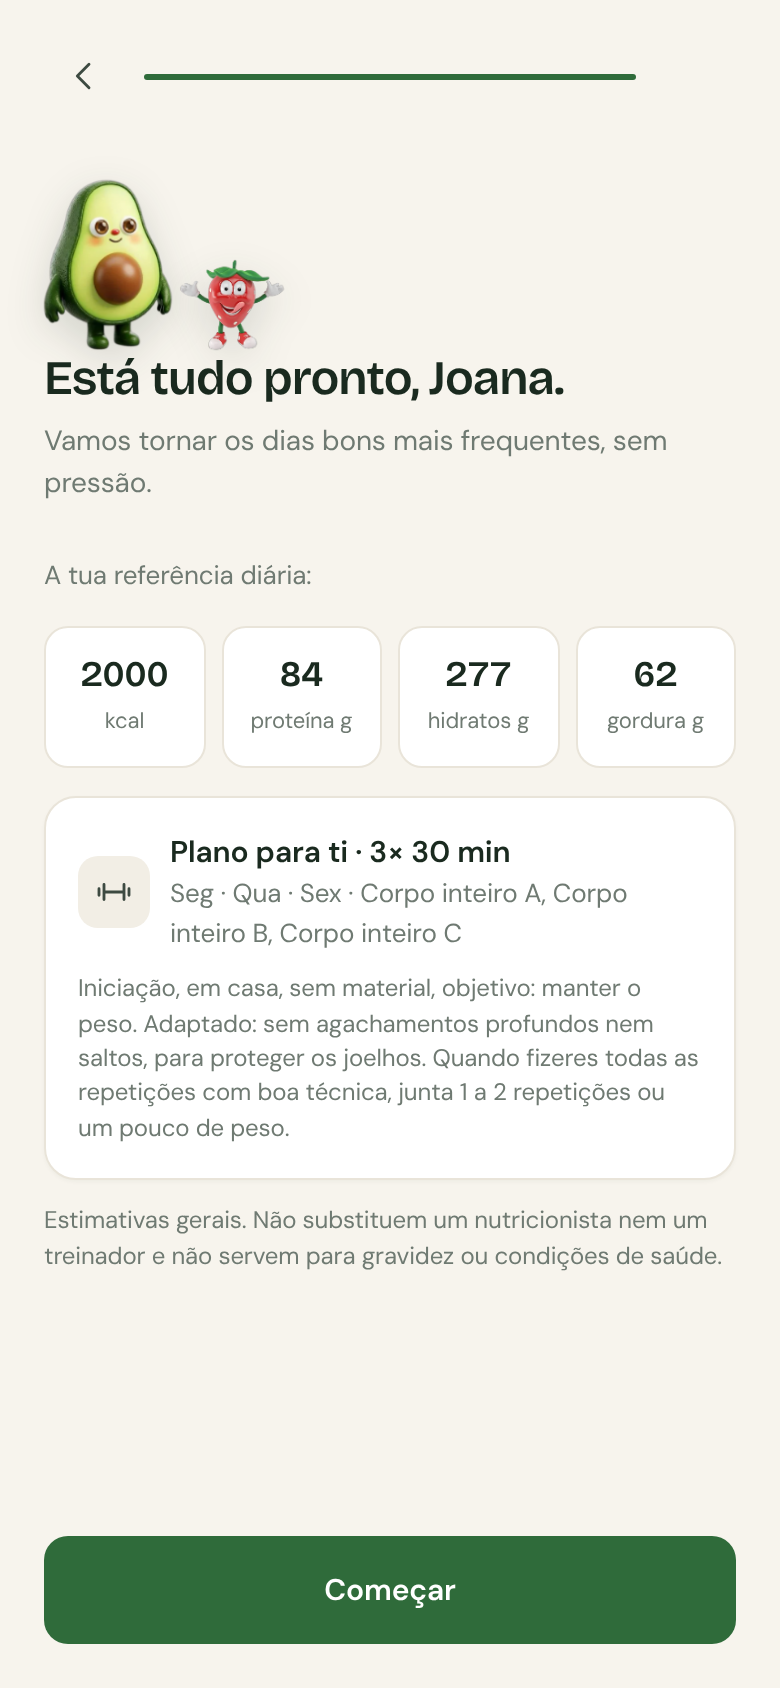 Está tudo pronto, Joana.
Vamos tornar os dias bons mais frequentes, sem
pressão.
A tua referência diária:
2000
kcal
84
proteína g
277
hidratos g
62
gordura g
Plano para ti · 3× 30 min
Seg · Qua · Sex · Corpo inteiro A, Corpo
inteiro B, Corpo inteiro C
Iniciação, em casa, sem material, objetivo: manter o
peso. Adaptado: sem agachamentos profundos nem
saltos, para proteger os joelhos. Quando fizeres todas as
repetições com boa técnica, junta 1 a 2 repetições ou
um pouco de peso.
Estimativas gerais. Não substituem um nutricionista nem um
treinador e não servem para gravidez ou condições de saúde.
Começar